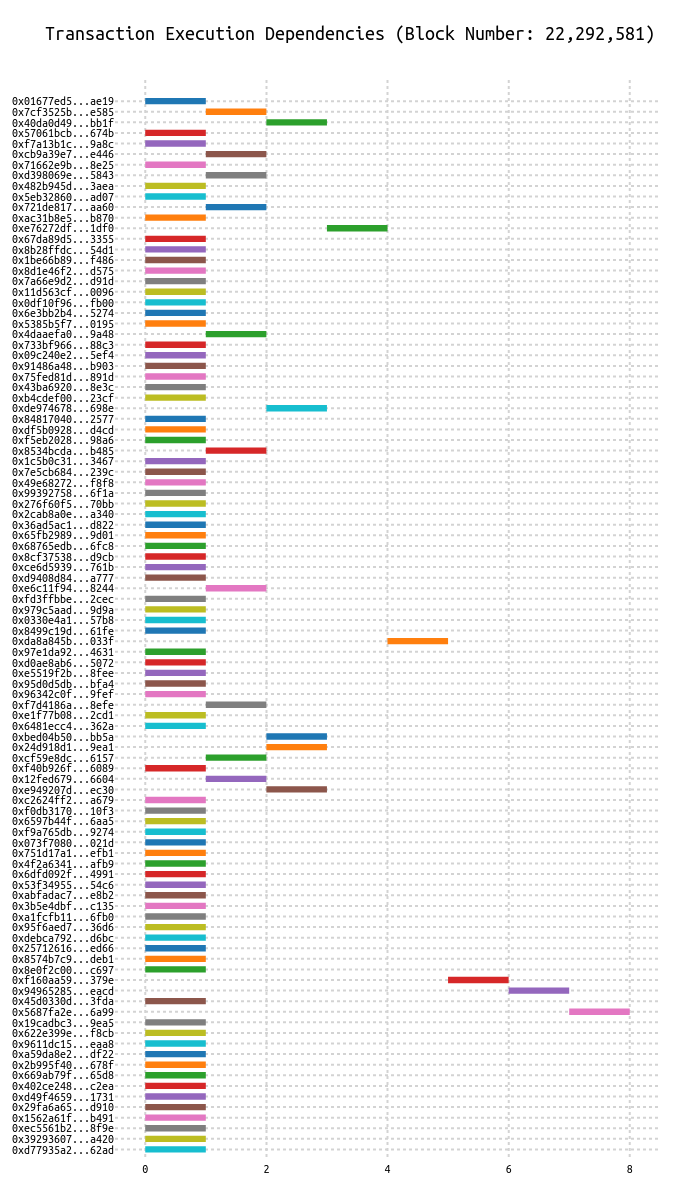 Transaction Execution Dependencies (Block Number: 22,292,581)
0x01677ed5...ae19
0x7cf3525b...e585
0x40da0d49...bb1f
0x57061bcb...674b
0xf7a13b1c...9a8c
0xcb9a39e7...e446
0x71662e9b...8e25
0xd398069e...5843
0x482b945d...3aea
0x5eb32860...ad07
0x721de817...aa60
0xac31b8e5...b870
0xe76272df...1df0
0x67da89d5...3355
0x8b28ffdc...54d1
0x1be66b89...f486
0x8d1e46f2...d575
0x7a66e9d2...d91d
0x11d563cf...0096
0x0df10f96...fb00
0x6e3bb2b4...5274
0x5385b5f7...0195
0x4daaefa0...9a48
0x733bf966...88c3
0x09c240e2...5ef4
0x91486a48...b903
0x75fed81d...891d
0x43ba6920...8e3c
0xb4cdef00...23cf
0xde974678...698e
0x84817040...2577
0xdf5b0928...d4cd
0xf5eb2028...98a6
0x8534bcda...b485
0x1c5b0c31...3467
0x7e5cb684...239c
0x49e68272...f8f8
0x99392758...6f1a
0x276f60f5...70bb
0x2cab8a0e...a340
0x36ad5ac1...d822
0x65fb2989...9d01
0x68765edb...6fc8
0x8cf37538...d9cb
0xce6d5939...761b
0xd9408d84...a777
0xe6c11f94...8244
0xfd3ffbbe...2cec
0x979c5aad...9d9a
0x0330e4a1...57b8
0x8499c19d...61fe
0xda8a845b...033f
0x97e1da92...4631
0xd0ae8ab6...5072
0xe5519f2b...8fee
0x95d0d5db...bfa4
0x96342c0f...9fef
0xf7d4186a...8efe
0xe1f77b08...2cd1
0x6481ecc4...362a
0xbed04b50...bb5a
0x24d918d1...9ea1
0xcf59e8dc...6157
0xf40b926f...6089
0x12fed679...6604
0xe949207d...ec30
0xc2624ff2...a679
0xf0db3170...10f3
0x6597b44f...6aa5
0xf9a765db...9274
0x073f7080...021d
0x751d17a1...efb1
0x4f2a6341...afb9
0x6dfd092f...4991
0x53f34955...54c6
0xabfadac7...e8b2
0x3b5e4dbf...c135
0xa1fcfb11...6fb0
0x95f6aed7...36d6
0xdebca792...d6bc
0x25712616...ed66
0x8574b7c9...deb1
0x8e0f2c00...c697
0xf160aa59...379e
0x94965285...eacd
0x45d0330d...3fda
0x5687fa2e...6a99
0x19cadbc3...9ea5
0x622e399e...f8cb
0x9611dc15...eaa8
0xa59da8e2...df22
0x2b995f40...678f
0x669ab79f...65d8
0x402ce248...c2ea
0xd49f4659...1731
0x29fa6a65...d910
0x1562a61f...b491
0xec5561b2...8f9e
0x39293607...a420
0xd77935a2...62ad
0 2 4 6 8